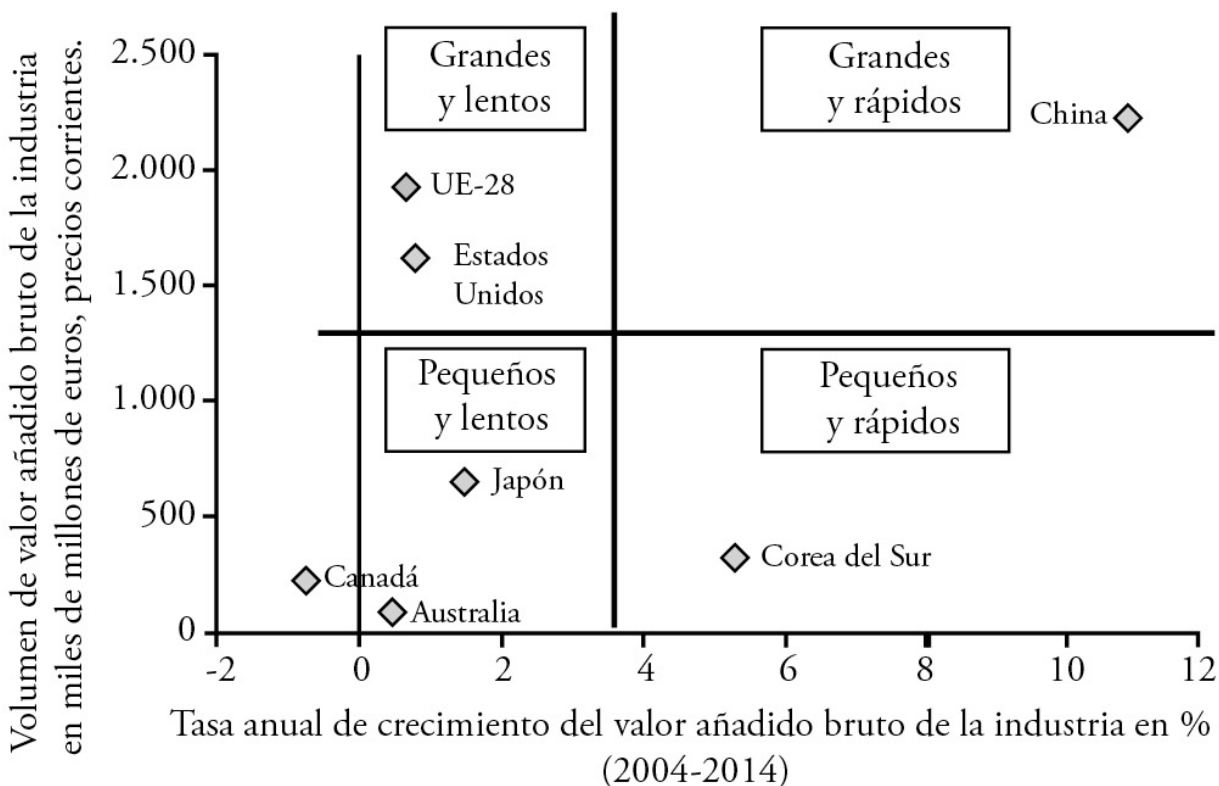 Volumen de valor añadido bruto de la industria
en miles de millones de euros, precios corrientes.
2.500
2.000
1.500
1.000
500
0
Grandes
y lentos
Grandes
y rápidos
China
UE-28
Estados
Unidos
Pequeños
y lentos
Pequeños
y rápidos
Japón
Corea del Sur
Canadá
Australia
-2 0 2 4 6 8 10 12
Tasa anual de crecimiento del valor añadido bruto de la industria en %
(2004-2014)